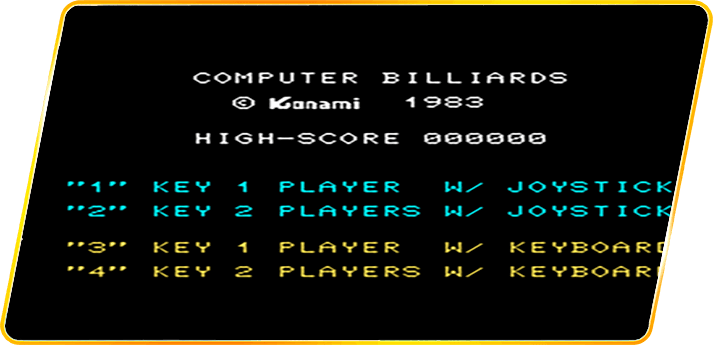 COMPUTER BILLIARDS
© Konami 1983
HIGH-SCORE 000000
"1" KEY 1 PLAYER W/ JOYSTICK
"2" KEY 2 PLAYERS W/ JOYSTICK
"3" KEY 1 PLAYER W/ KEYBOARD
"4" KEY 2 PLAYERS W/ KEYBOARD